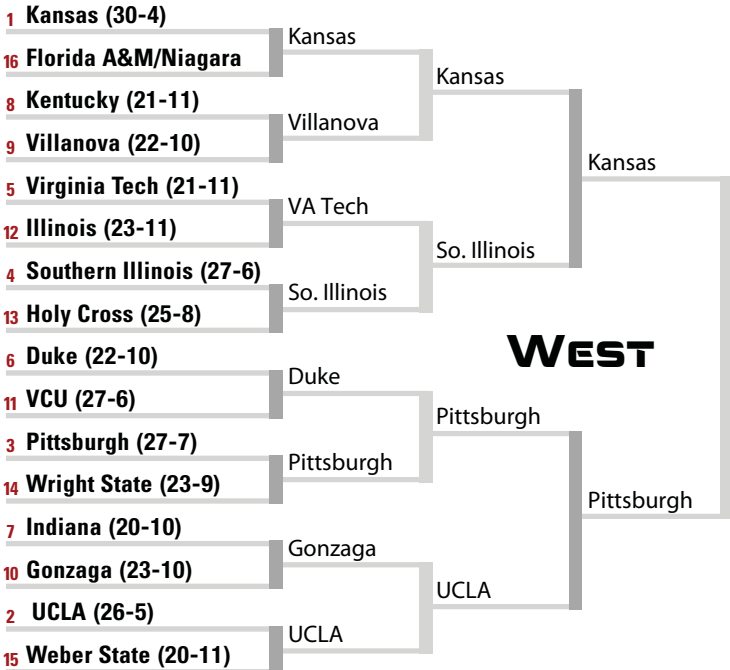 1 Kansas (30-4)
16 Florida A&M/Niagara
8 Kentucky (21-11)
9 Villanova (22-10)
5 Virginia Tech (21-11)
12 Illinois (23-11)
4 Southern Illinois (27-6)
13 Holy Cross (25-8)
6 Duke (22-10)
11 VCU (27-6)
3 Pittsburgh (27-7)
14 Wright State (23-9)
7 Indiana (20-10)
10 Gonzaga (23-10)
2 UCLA (26-5)
15 Weber State (20-11)
Kansas
Villanova
VA Tech
So. Illinois
Duke
Pittsburgh
Gonzaga
UCLA
Kansas
So. Illinois
Pittsburgh
UCLA
Kansas
Pittsburgh
WEST